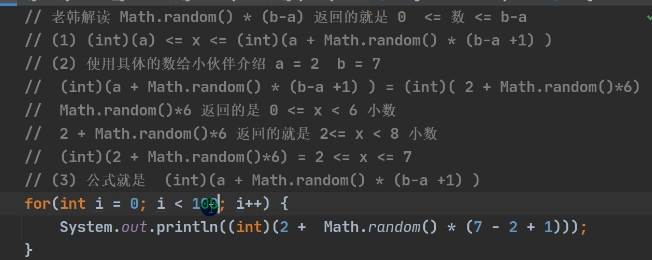 // 老韩解读 Math.random() * (b-a) 返回的就是 0  <= 数 <= b-a
// (1) (int)(a) <= x <= (int)(a + Math.random() * (b-a +1) )
// (2) 使用具体的数给小伙伴介绍 a = 2  b = 7
//  (int)(a + Math.random() * (b-a +1) ) = (int)( 2 + Math.random()*6)
//  Math.random()*6 返回的是 0 <= x < 6 小数
//  2 + Math.random()*6 返回的就是 2<= x < 8 小数
//  (int)(2 + Math.random()*6) = 2 <= x <= 7
// (3) 公式就是  (int)(a + Math.random() * (b-a +1) )
for(int i = 0; i < 100; i++) {
    System.out.println((int)(2 +  Math.random() * (7 - 2 + 1)));
}